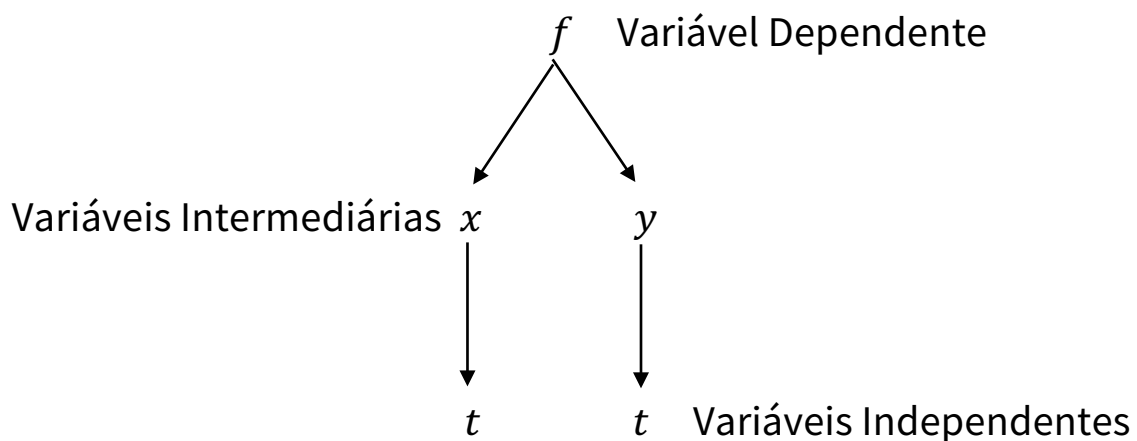 f Variável Dependente
Variáveis Intermediárias x y
t t Variáveis Independentes